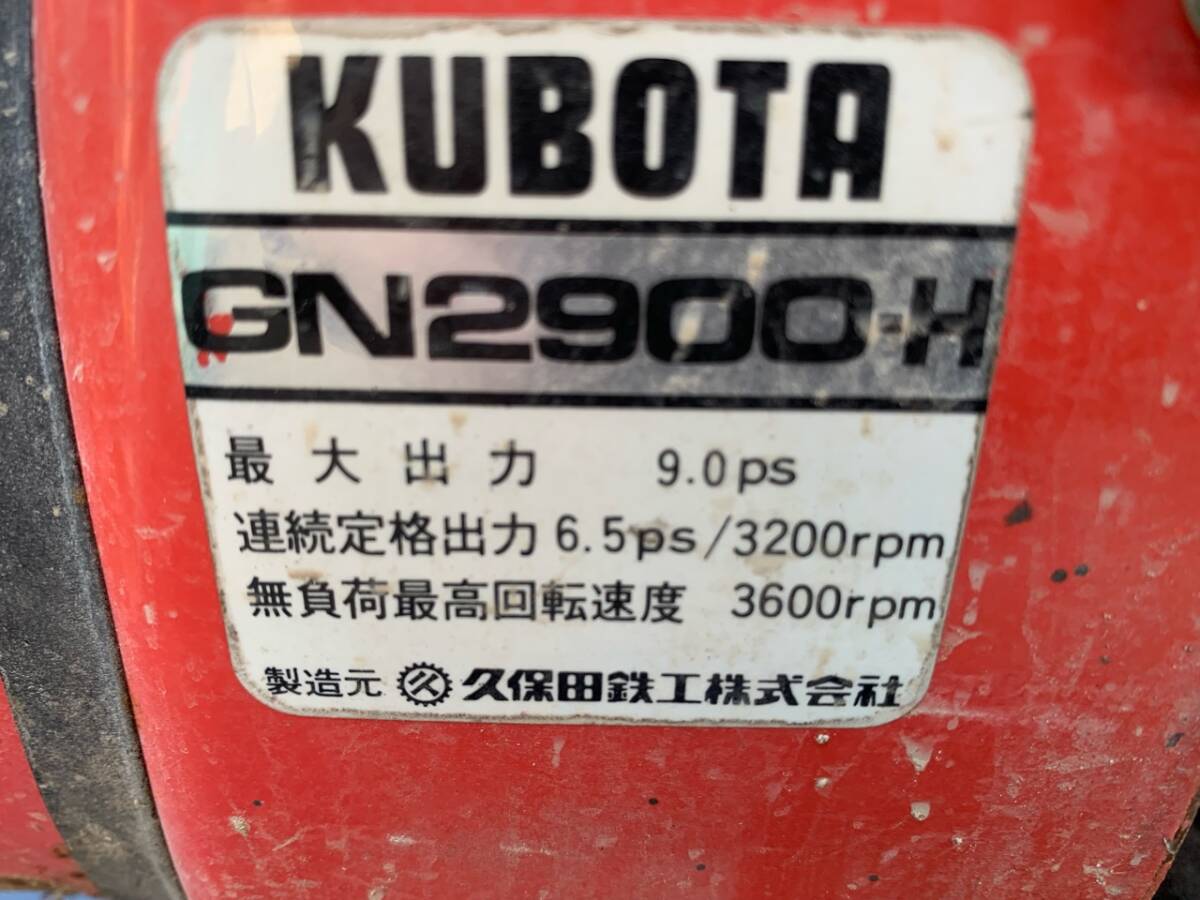 KUBOTA
GN2900-H
最大出力 9.0ps
連続定格出力 6.5ps/3200rpm
無負荷最高回転速度 3600rpm
製造元 久保田鉄工株式会社